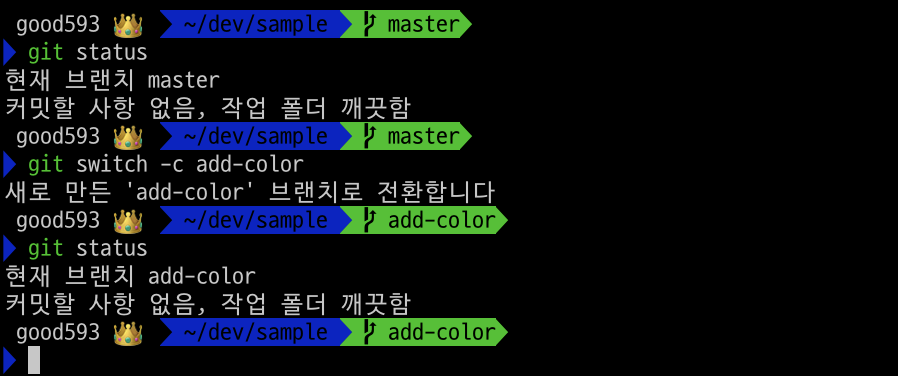 good593 👑 ~/dev/sample master
git status
현재 브랜치 master
커밋할 사항 없음, 작업 폴더 깨끗함
good593 👑 ~/dev/sample master
git switch -c add-color
새로 만든 'add-color' 브랜치로 전환합니다
good593 👑 ~/dev/sample add-color
git status
현재 브랜치 add-color
커밋할 사항 없음, 작업 폴더 깨끗함
good593 👑 ~/dev/sample add-color